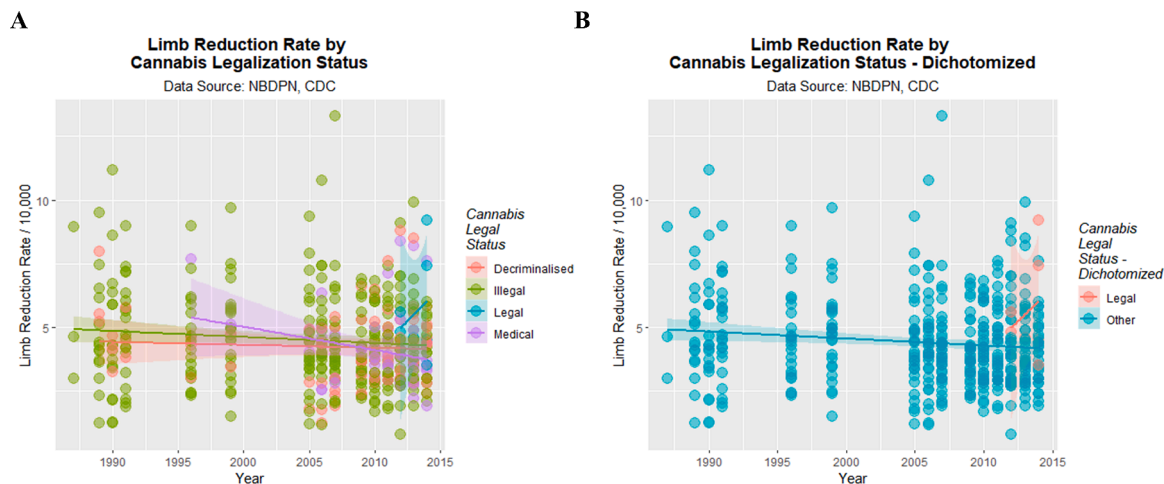 A
Limb Reduction Rate by
Cannabis Legalization Status
Data Source: NBDPN, CDC
Limb Reduction Rate / 10,000
10
5
1990
1995
2000
2005
2010
2015
Year
Cannabis
Legal
Status
Decriminalised
Illegal
Legal
Medical
B
Limb Reduction Rate by
Cannabis Legalization Status - Dichotomized
Data Source: NBDPN, CDC
Limb Reduction Rate / 10,000
10
5
1990
1995
2000
2005
2010
2015
Year
Cannabis
Legal
Status -
Dichotomized
Legal
Other